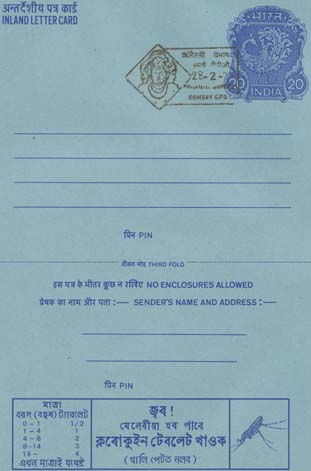 अन्तर्देशीय पत्र कार्ड
INLAND LETTER CARD
भारत
20 INDIA 20
28-2-
BOMBAY G.P.O.
पिन PIN
तीसरा मोड़ THIRD FOLD
इस पत्र के भीतर कुछ न रखिए NO ENCLOSURES ALLOWED
प्रेषक का नाम और पता :— SENDER'S NAME AND ADDRESS :—
पिन PIN
মাত্ৰা
বয়স (বছৰ) টাবলেট
0 - 1 1/2
1 - 4 1
4 - 8 2
8 -14 3
14 - 4
এখন মাত্ৰাই যথেষ্ট
জ্বৰ!
মেলেৰীয়া হব পাৰে
ক্লৰোকুইন টেবলেট খাওক
(খালি পেটত নলব)